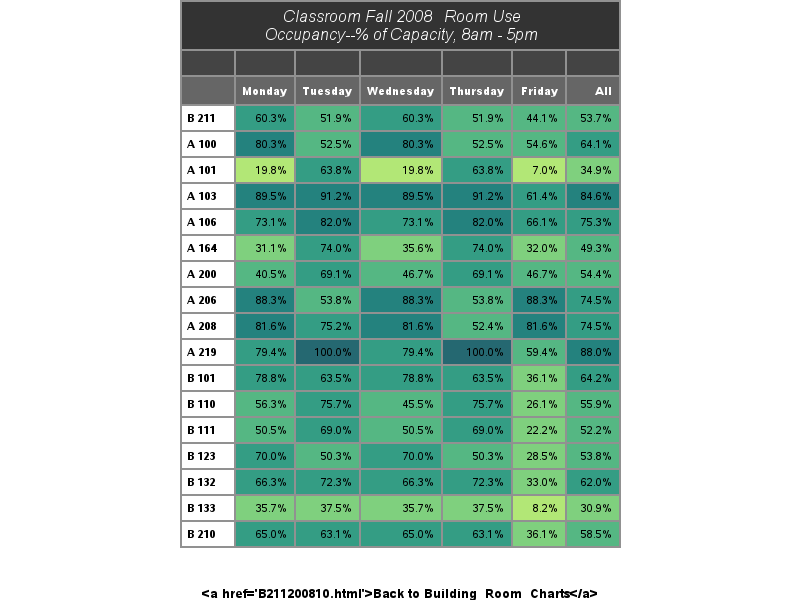 Classroom Fall 2008 Room Use
Occupancy--% of Capacity, 8am - 5pm
Monday Tuesday Wednesday Thursday Friday All
B 211 60.3% 51.9% 60.3% 51.9% 44.1% 53.7%
A 100 80.3% 52.5% 80.3% 52.5% 54.6% 64.1%
A 101 19.8% 63.8% 19.8% 63.8% 7.0% 34.9%
A 103 89.5% 91.2% 89.5% 91.2% 61.4% 84.6%
A 106 73.1% 82.0% 73.1% 82.0% 66.1% 75.3%
A 164 31.1% 74.0% 35.6% 74.0% 32.0% 49.3%
A 200 40.5% 69.1% 46.7% 69.1% 46.7% 54.4%
A 206 88.3% 53.8% 88.3% 53.8% 88.3% 74.5%
A 208 81.6% 75.2% 81.6% 52.4% 81.6% 74.5%
A 219 79.4% 100.0% 79.4% 100.0% 59.4% 88.0%
B 101 78.8% 63.5% 78.8% 63.5% 36.1% 64.2%
B 110 56.3% 75.7% 45.5% 75.7% 26.1% 55.9%
B 111 50.5% 69.0% 50.5% 69.0% 22.2% 52.2%
B 123 70.0% 50.3% 70.0% 50.3% 28.5% 53.8%
B 132 66.3% 72.3% 66.3% 72.3% 33.0% 62.0%
B 133 35.7% 37.5% 35.7% 37.5% 8.2% 30.9%
B 210 65.0% 63.1% 65.0% 63.1% 36.1% 58.5%
<a href='B211200810.html'>Back to Building Room Charts</a>